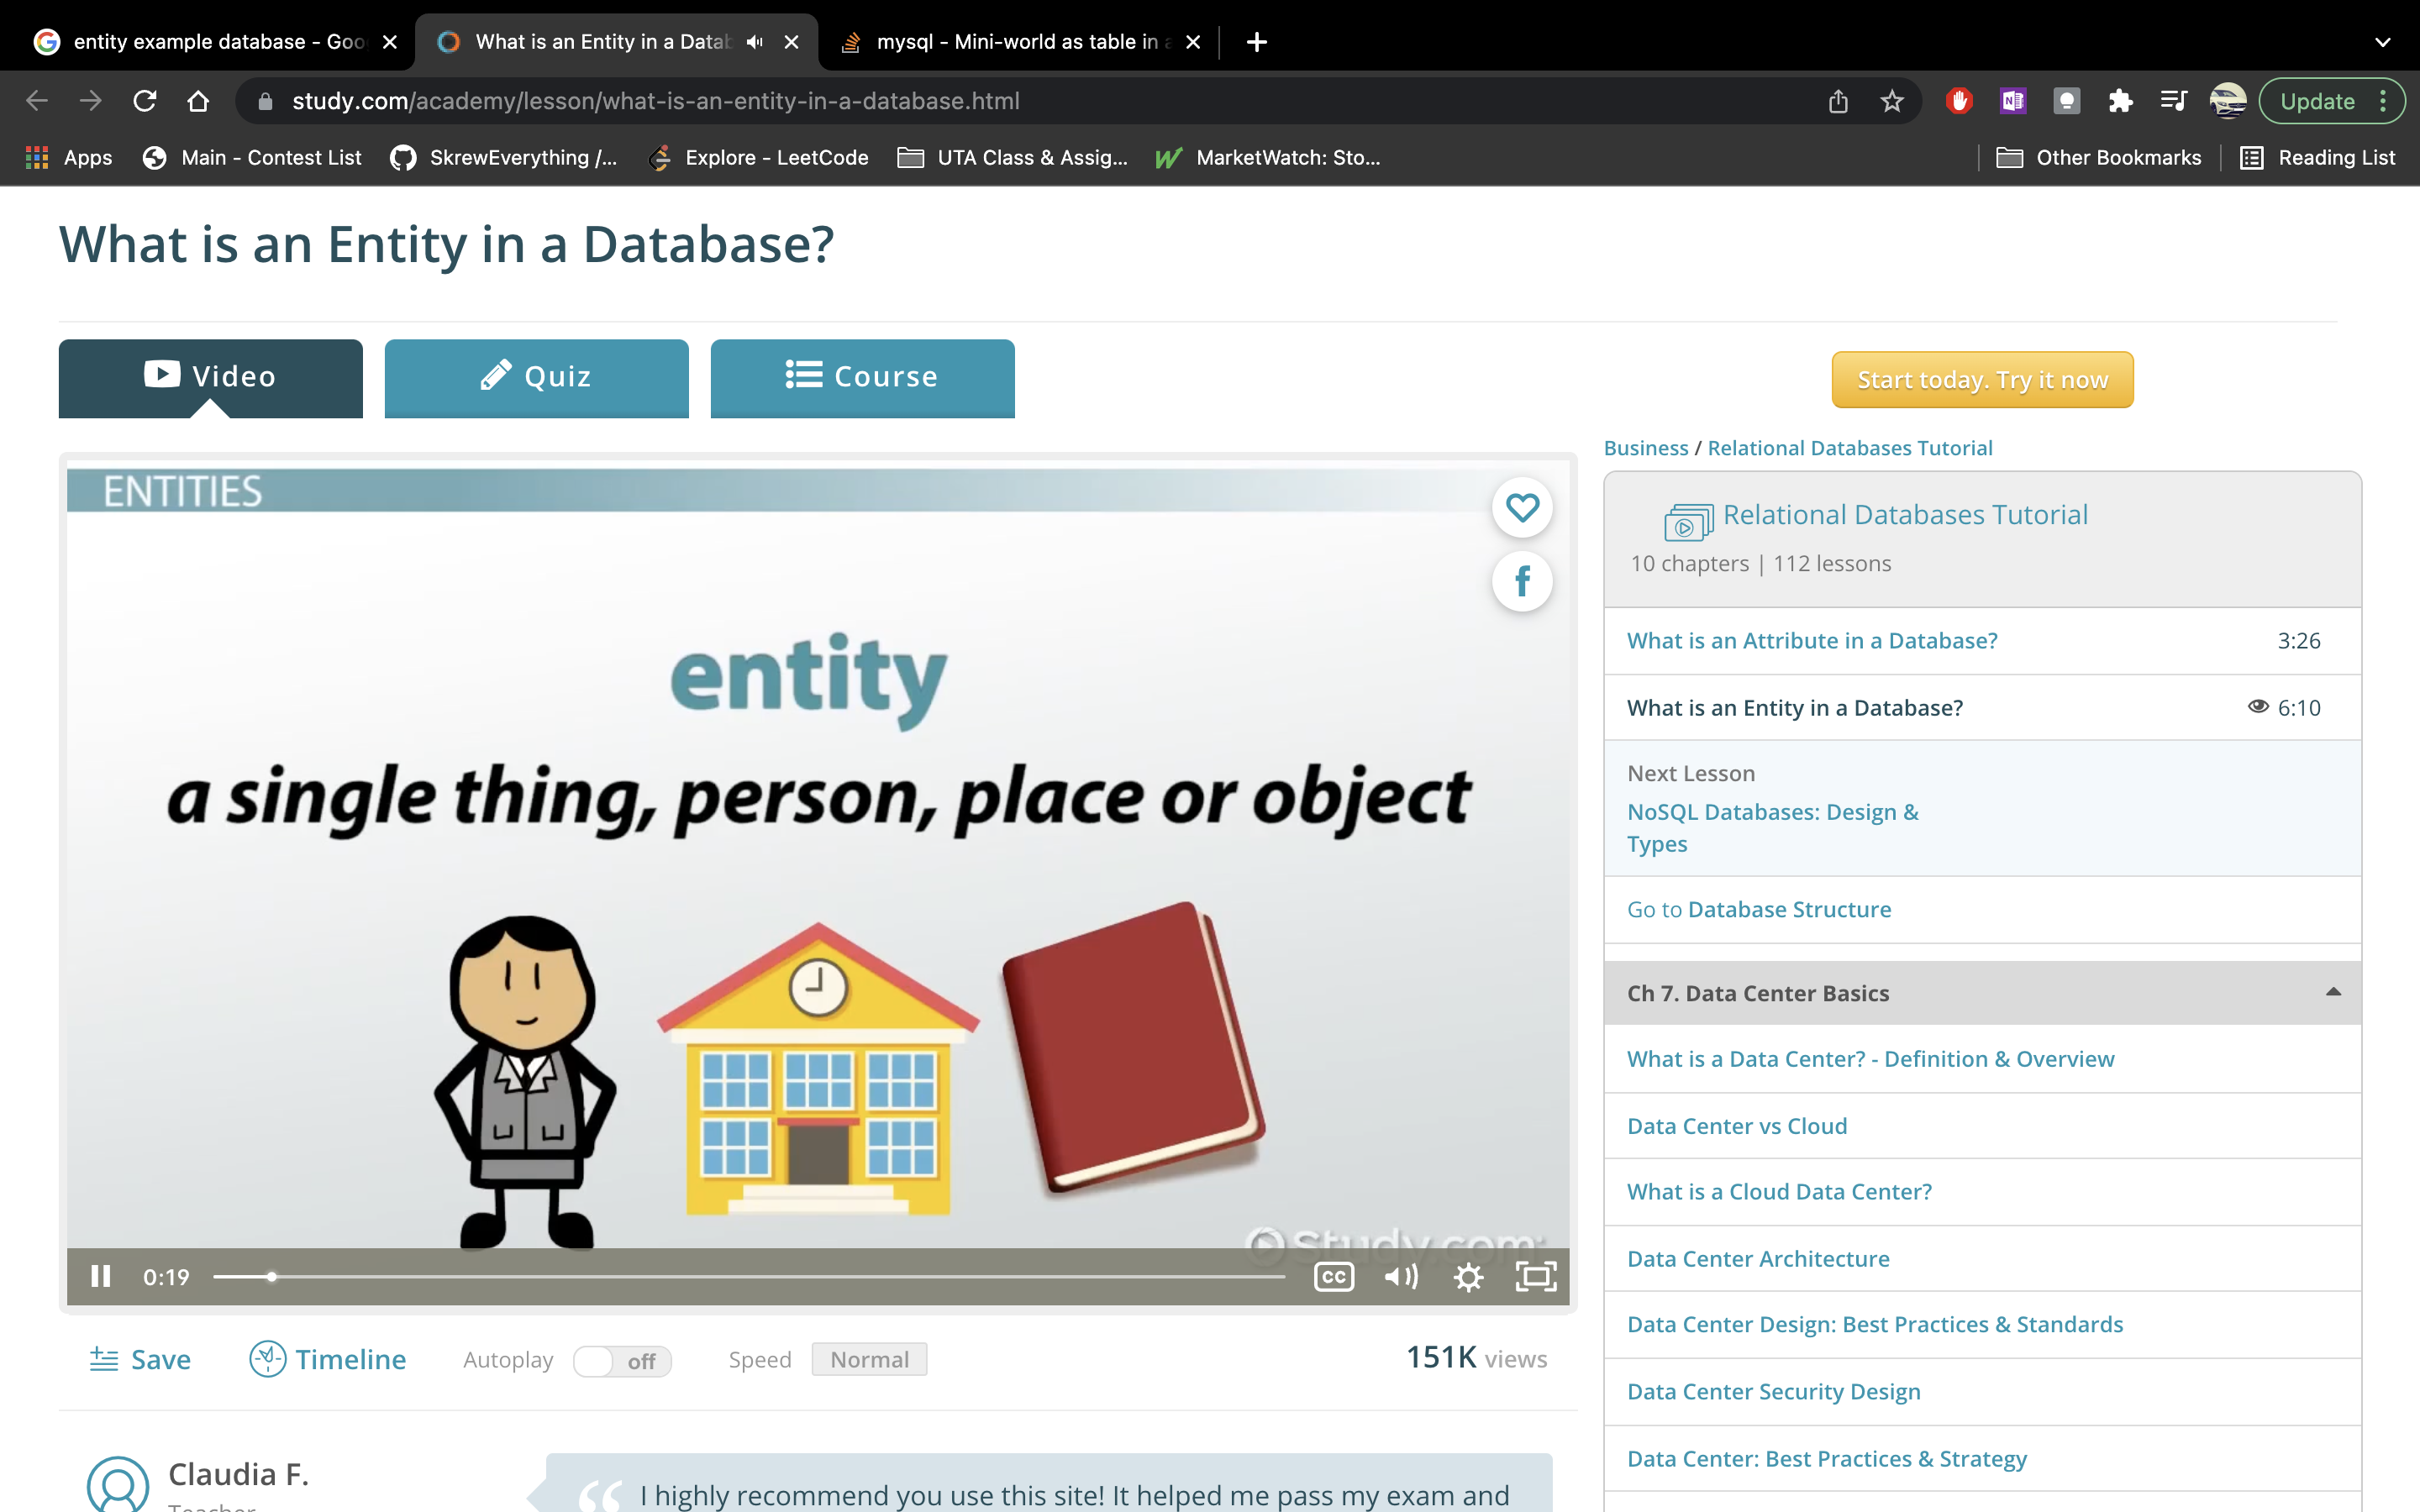 entity example database - Goo
What is an Entity in a Datab
mysql - Mini-world as table in a
study.com/academy/lesson/what-is-an-entity-in-a-database.html
Update
Apps
Main - Contest List
SkrewEverything /...
Explore - LeetCode
UTA Class & Assig...
MarketWatch: Sto...
Other Bookmarks
Reading List
What is an Entity in a Database?
Video
Quiz
Course
Start today. Try it now
ENTITIES
entity
a single thing, person, place or object
Study.com
0:19
CC
Save
Timeline
Autoplay
off
Speed
Normal
151K views
Claudia F.
Teacher
I highly recommend you use this site! It helped me pass my exam and
Business / Relational Databases Tutorial
Relational Databases Tutorial
10 chapters | 112 lessons
What is an Attribute in a Database? 3:26
What is an Entity in a Database? 6:10
Next Lesson
NoSQL Databases: Design &
Types
Go to Database Structure
Ch 7. Data Center Basics
What is a Data Center? - Definition & Overview
Data Center vs Cloud
What is a Cloud Data Center?
Data Center Architecture
Data Center Design: Best Practices & Standards
Data Center Security Design
Data Center: Best Practices & Strategy